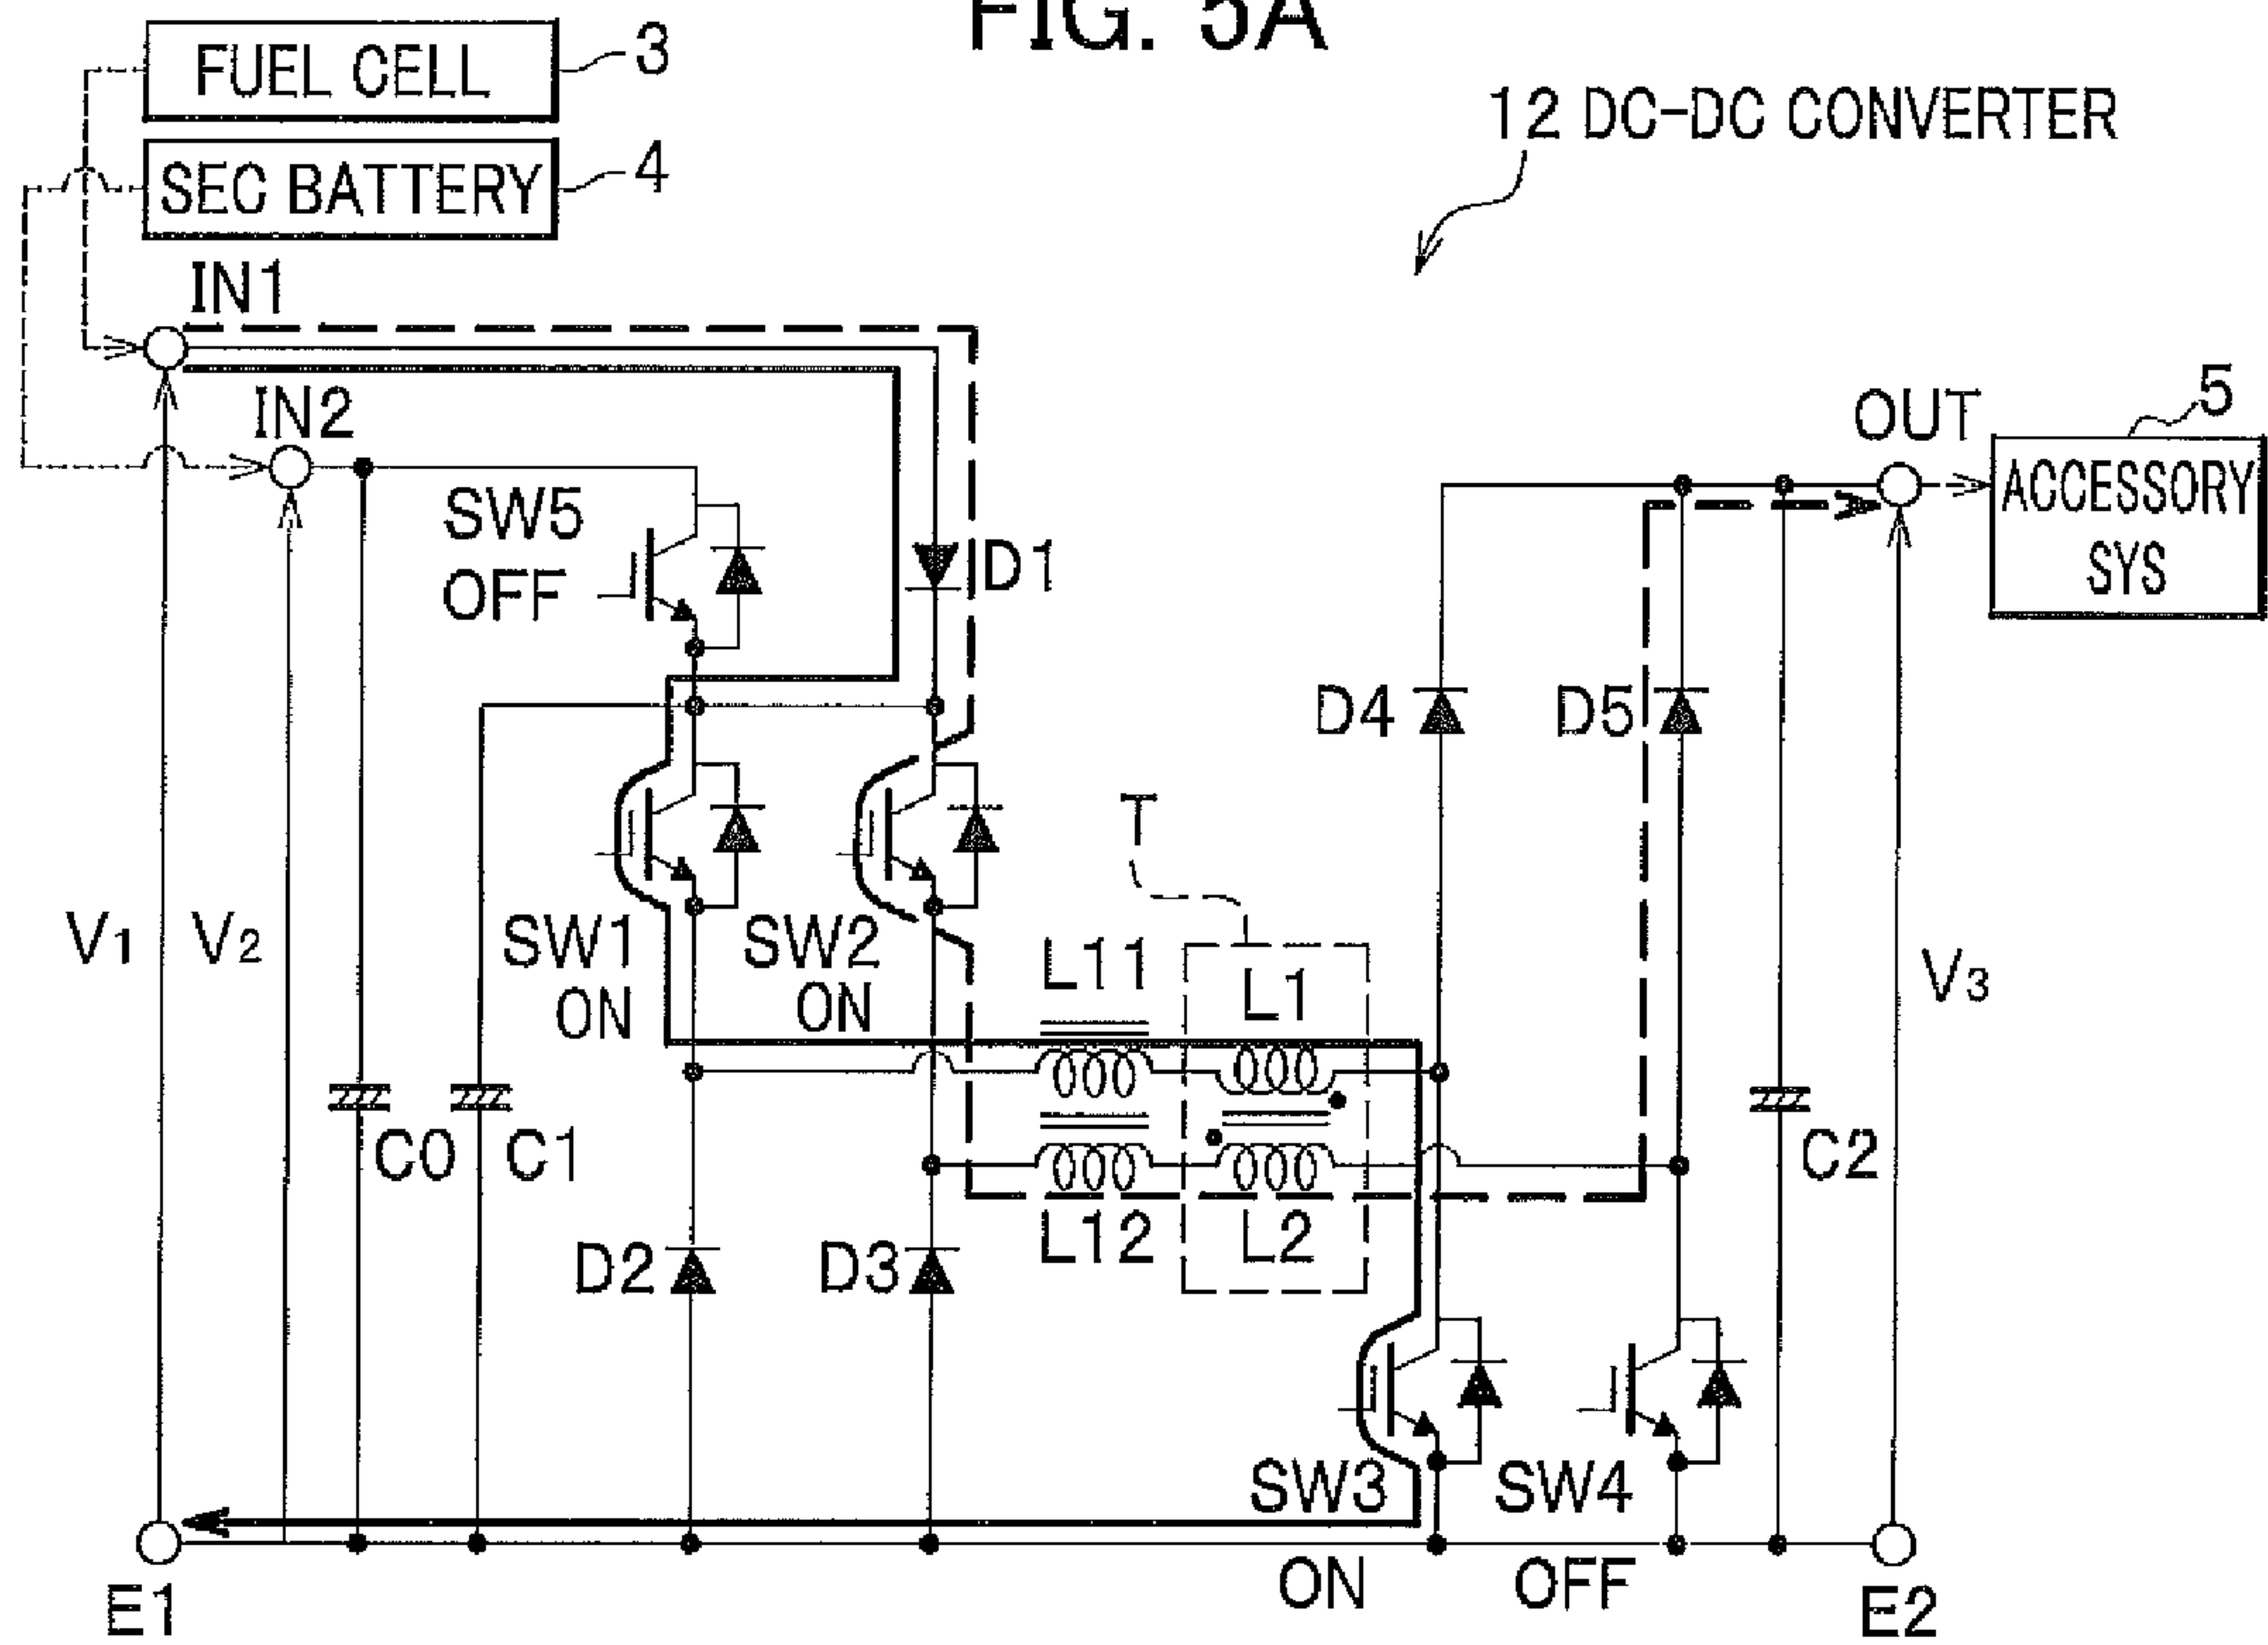 FIG. 5A
FUEL CELL 3
12 DC-DC CONVERTER
SEC BATTERY 4
IN1
IN2
OUT 5
SW5
OFF
D1
ACCESSORY
SYS
D4 D5
T
V1 V2
SW1
ON
SW2
ON
L11 L1
V3
C0 C1
C2
L12 L2
D2 D3
SW3 SW4
ON OFF
E1 E2